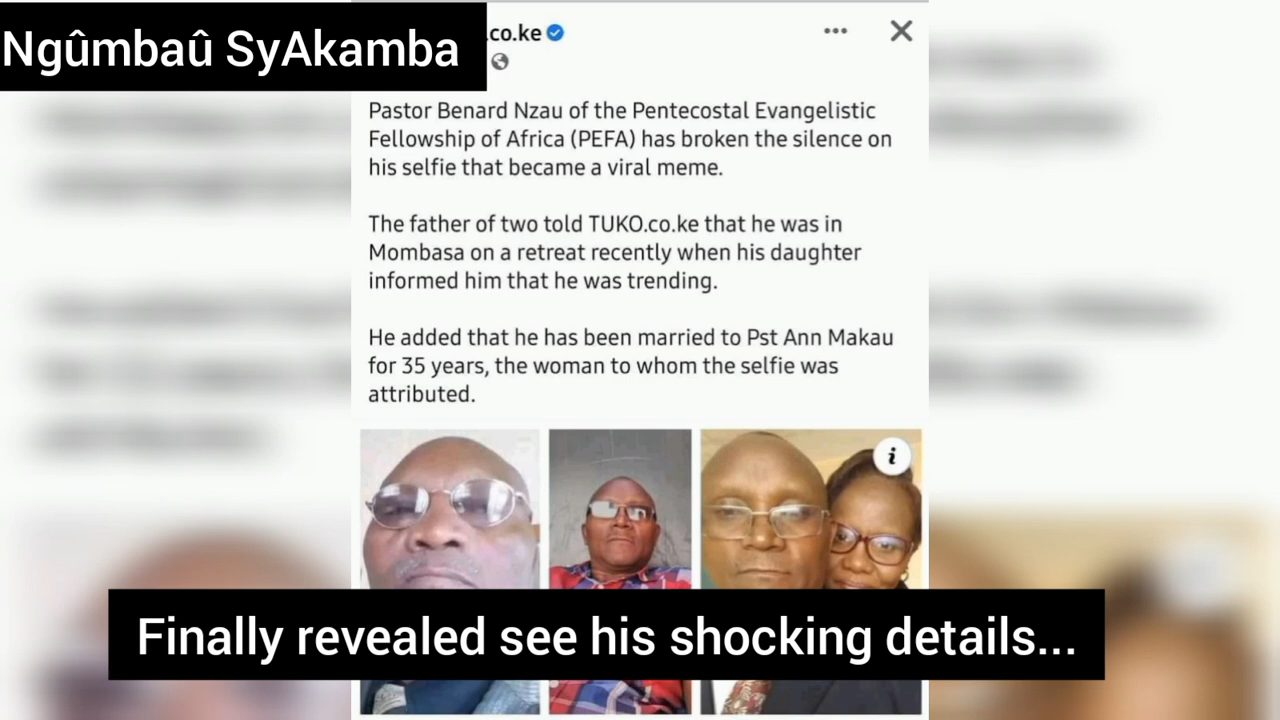 Ngûmbaû SyAkamba
.co.ke
Pastor Benard Nzau of the Pentecostal Evangelistic
Fellowship of Africa (PEFA) has broken the silence on
his selfie that became a viral meme.
The father of two told TUKO.co.ke that he was in
Mombasa on a retreat recently when his daughter
informed him that he was trending.
He added that he has been married to Pst Ann Makau
for 35 years, the woman to whom the selfie was
attributed.
Finally revealed see his shocking details...